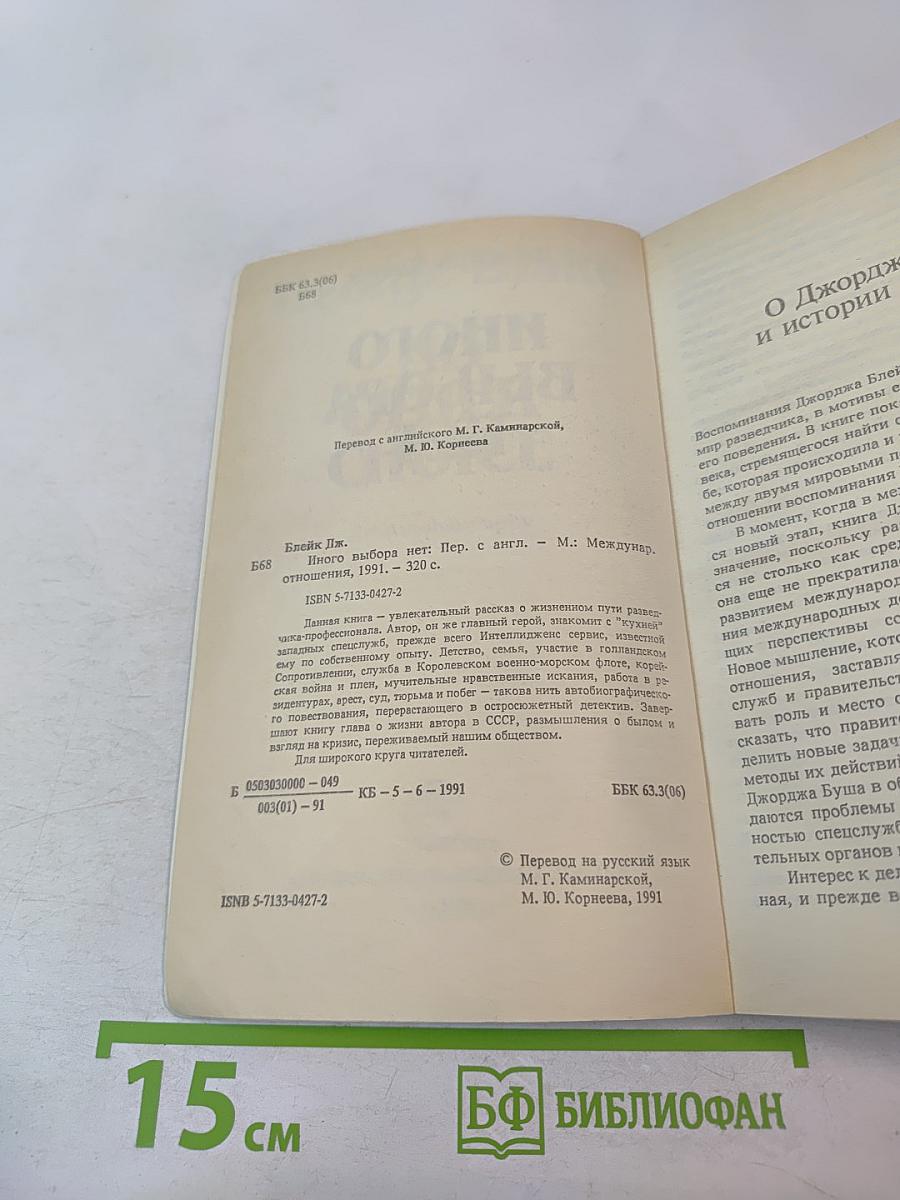 ББК 63.3(06)
Б68
Перевод с английского М. Г. Каминарской,
М. Ю. Корнеева
Блейк Дж.
Б68 Иного выбора нет: Пер. с англ. – М.: Междунар.
отношения, 1991. – 320 с.
ISBN 5-7133-0427-2
Данная книга – увлекательный рассказ о жизненном пути развед-
чика-профессионала. Автор, он же главный герой, знакомит с "кухней"
западных спецслужб, прежде всего Интеллидженс сервис, известной
ему по собственному опыту. Детство, семья, участие в голландском
Сопротивлении, служба в Королевском военно-морском флоте, корей-
ская война и плен, мучительные нравственные искания, работа в ре-
зидентурах, арест, суд, тюрьма и побег – такова нить автобиографическо-
го повествования, перерастающего в остросюжетный детектив. Завер-
шают книгу глава о жизни автора в СССР, размышления о былом и
взгляд на кризис, переживаемый нашим обществом.
Для широкого круга читателей.
Б 0503030000 – 049
003(01) – 91 КБ – 5 – 6 – 1991 ББК 63.3(06)
© Перевод на русский язык
М. Г. Каминарской,
М. Ю. Корнеева, 1991
ISNB 5-7133-0427-2
О Джордж
и истории
Воспоминания Джорджа Блей
мир разведчика, в мотивы е
его поведения. В книге пок
века, стремящегося найти с
бе, которая происходила и
между двумя мировыми
отношении воспоминания
В момент, когда в ме
ся новый этап, книга Д
значение, поскольку ра
ся не столько как сред
она еще не прекратила
развитием международ
ния международных де
щих перспективы со
Новое мышление, кото
отношения, заставля
служб и правительст
вать роль и место с
сказать, что правите
делить новые задач
методы их действий
Джорджа Буша в об
даются проблемы
ностью спецслужб
тельных органов
Интерес к дел
ная, и прежде в
15 см
БФ БИБЛИОФАН